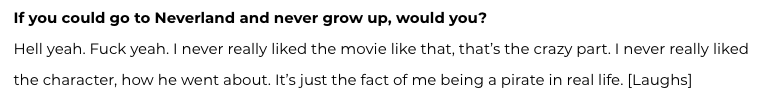 If you could go to Neverland and never grow up, would you?
Hell yeah. Fuck yeah. I never really liked the movie like that, that’s the crazy part. I never really liked
the character, how he went about. It’s just the fact of me being a pirate in real life. [Laughs]